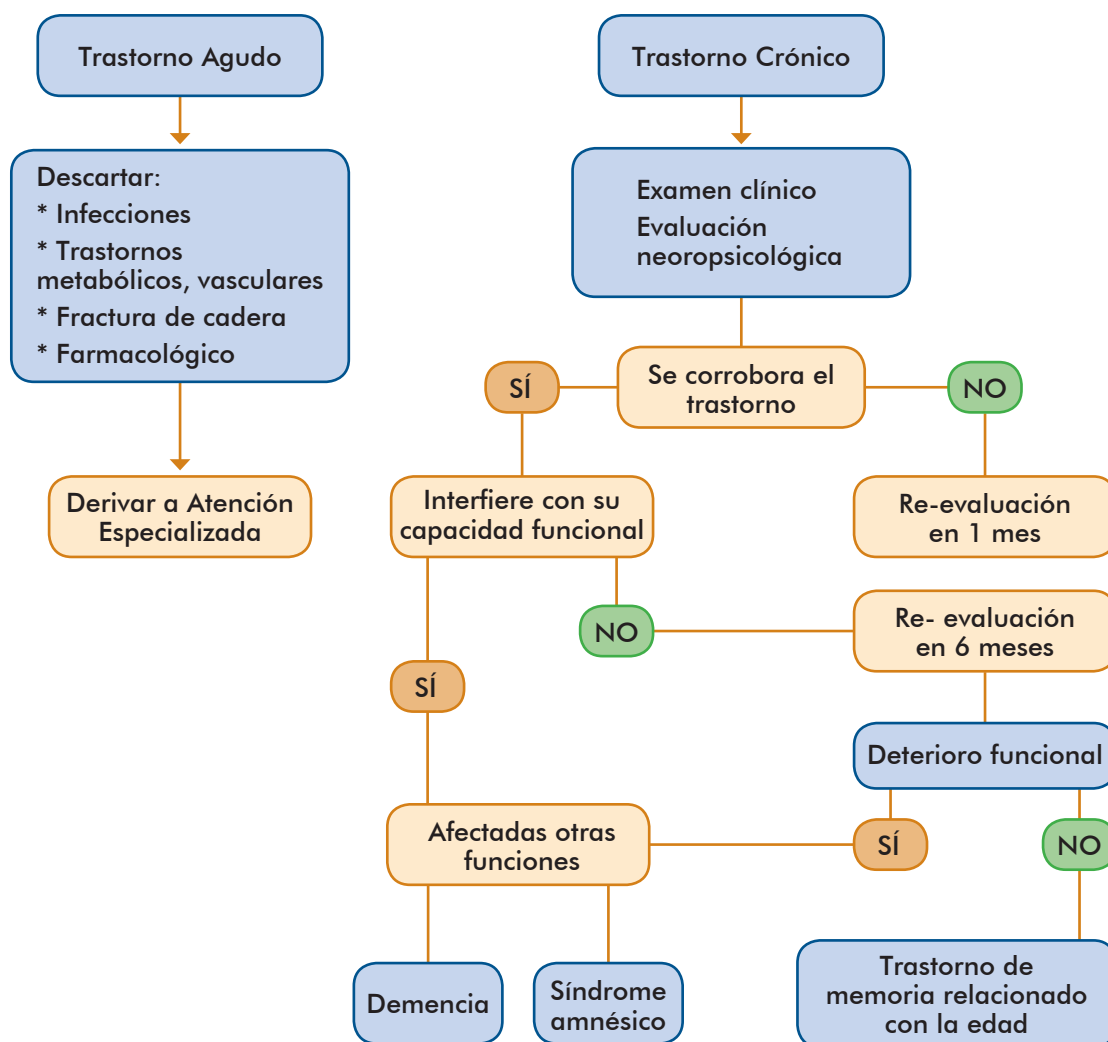 Trastorno Agudo
Descartar:
* Infecciones
* Trastornos
metabólicos, vasculares
* Fractura de cadera
* Farmacológico
Derivar a Atención
Especializada
Trastorno Crónico
Examen clínico
Evaluación
neoropsicológica
Se corrobora el
trastorno
SÍ
NO
Interfiere con su
capacidad funcional
Re-evaluación
en 1 mes
NO
Re- evaluación
en 6 meses
SÍ
Deterioro funcional
Afectadas otras
funciones
SÍ
NO
Demencia
Síndrome
amnésico
Trastorno de
memoria relacionado
con la edad